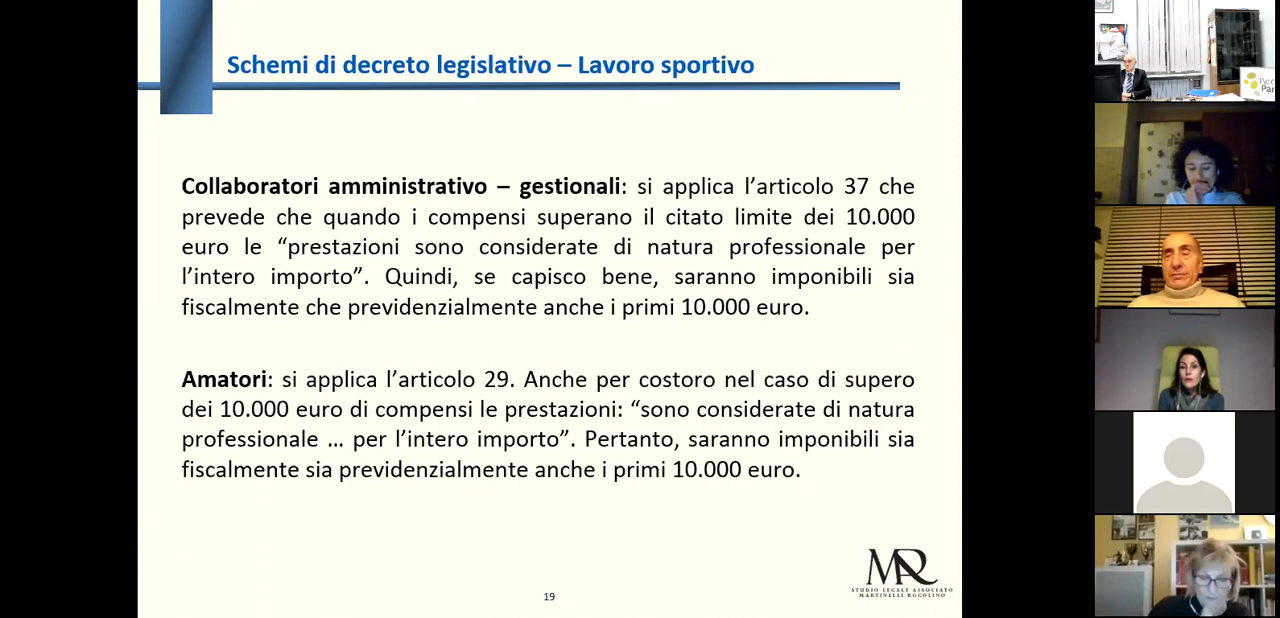 Schemi di decreto legislativo – Lavoro sportivo
Collaboratori amministrativo – gestionali: si applica l’articolo 37 che
prevede che quando i compensi superano il citato limite dei 10.000
euro le “prestazioni sono considerate di natura professionale per
l’intero importo”. Quindi, se capisco bene, saranno imponibili sia
fiscalmente che previdenzialmente anche i primi 10.000 euro.
Amatori: si applica l’articolo 29. Anche per costoro nel caso di supero
dei 10.000 euro di compensi le prestazioni: “sono considerate di natura
professionale … per l’intero importo”. Pertanto, saranno imponibili sia
fiscalmente sia previdenzialmente anche i primi 10.000 euro.
MR
STUDIO LEGALE ASSOCIATO
MARTINELLI ROGOLINO
19